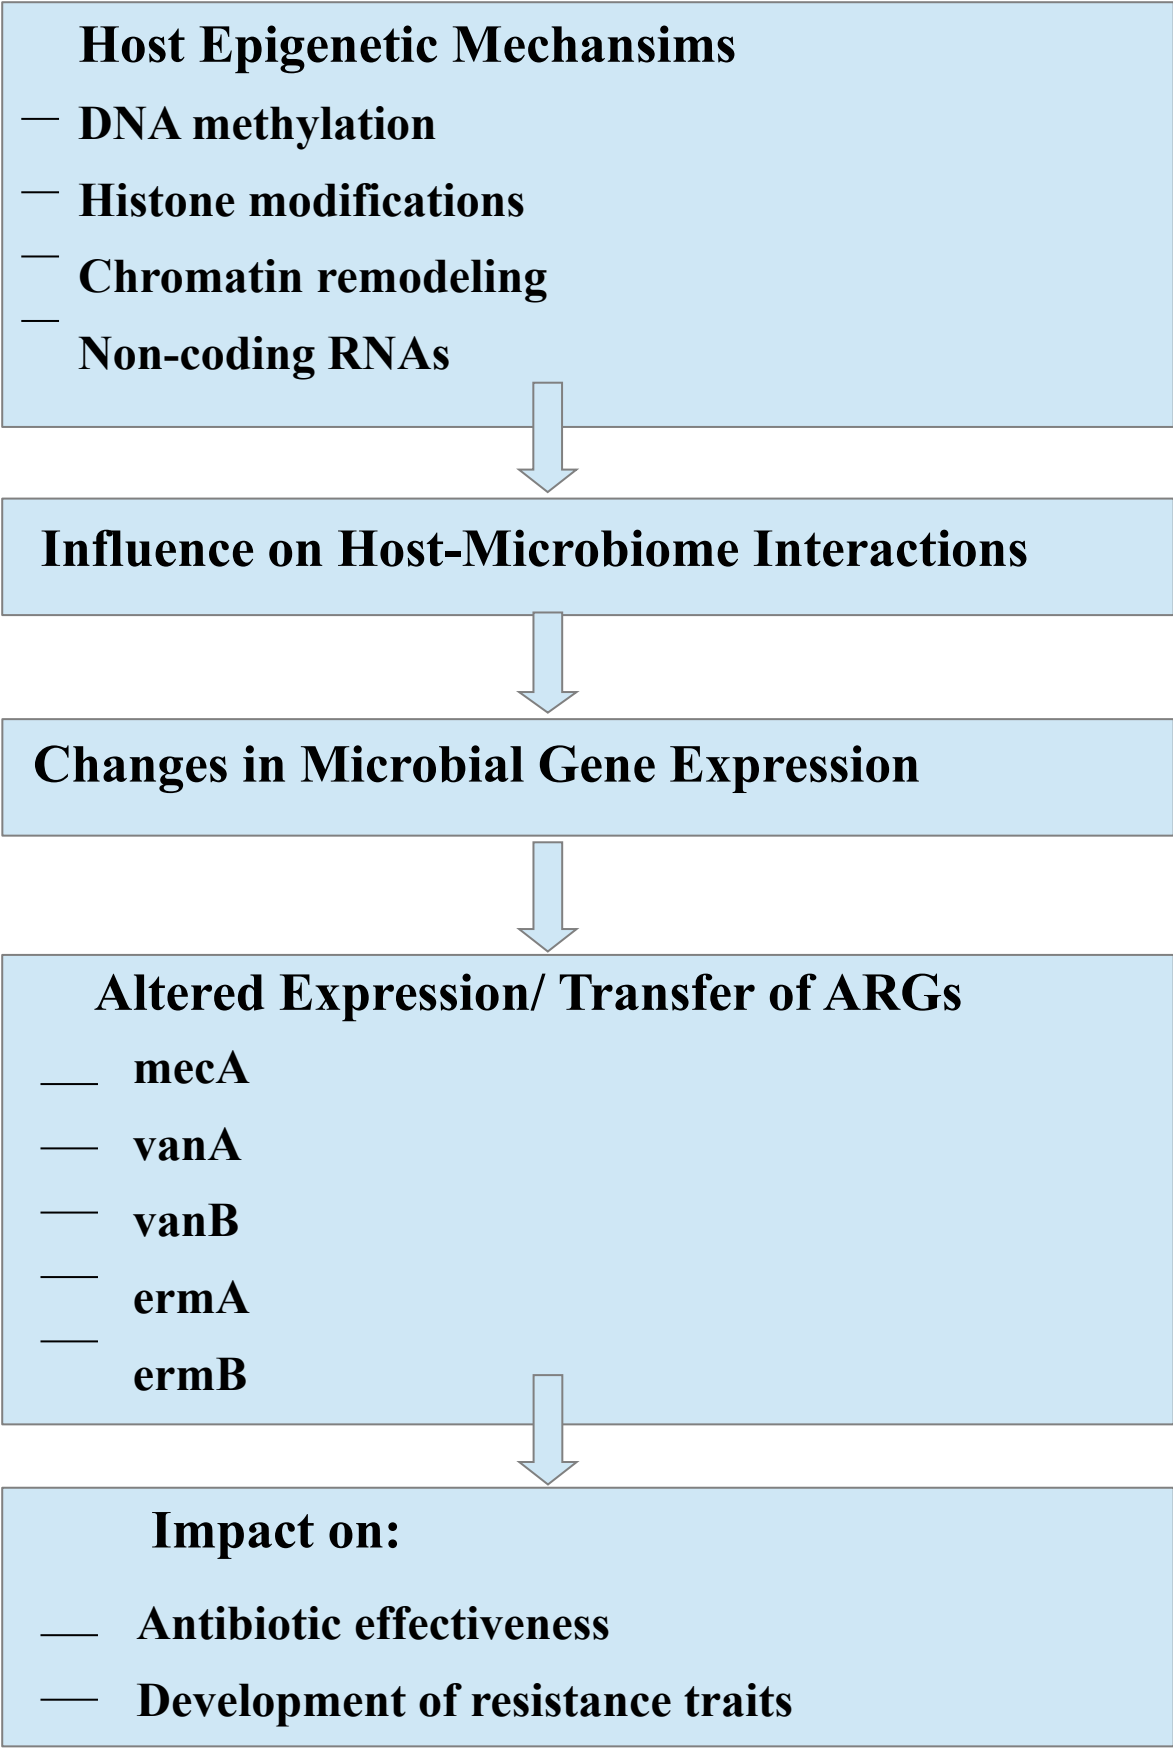 Host Epigenetic Mechansims
DNA methylation
Histone modifications
Chromatin remodeling
Non-coding RNAs
Influence on Host-Microbiome Interactions
Changes in Microbial Gene Expression
Altered Expression/ Transfer of ARGs
mecA
vanA
vanB
ermA
ermB
Impact on:
Antibiotic effectiveness
Development of resistance traits